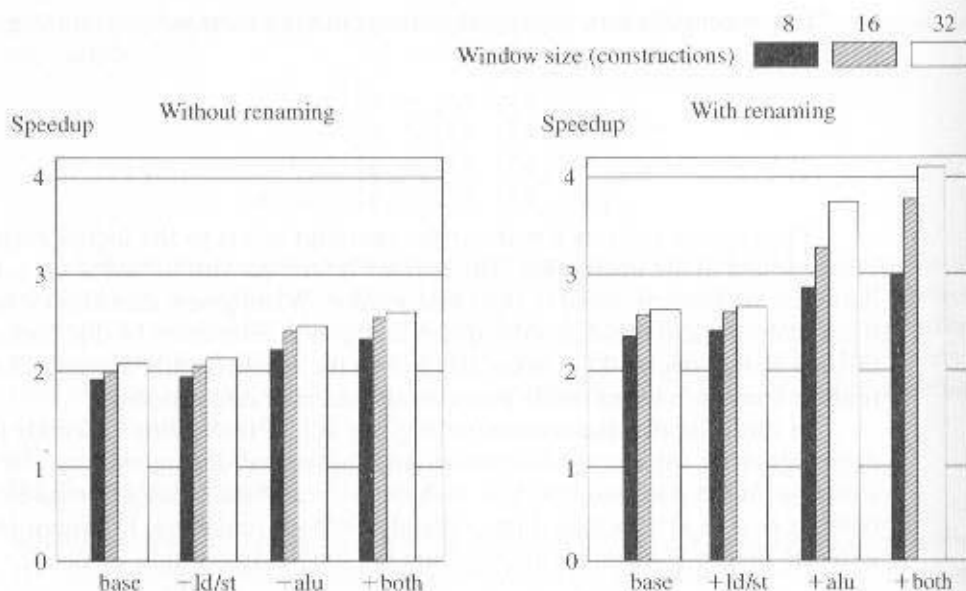 8 16 32
Window size (constructions)
Speedup Without renaming
4
3
2
1
0
base −ld/st −alu +both
Speedup With renaming
4
3
2
1
0
base +ld/st +alu +both